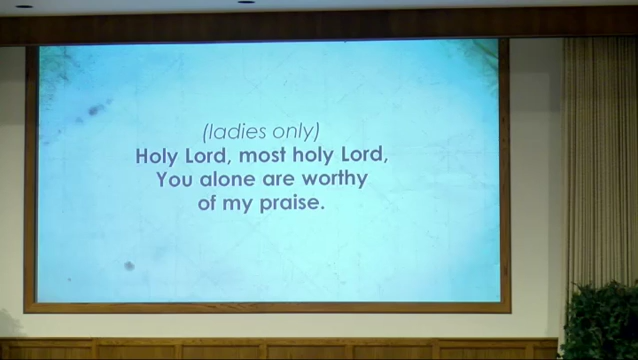 (ladies only)
Holy Lord, most holy Lord,
You alone are worthy
of my praise.